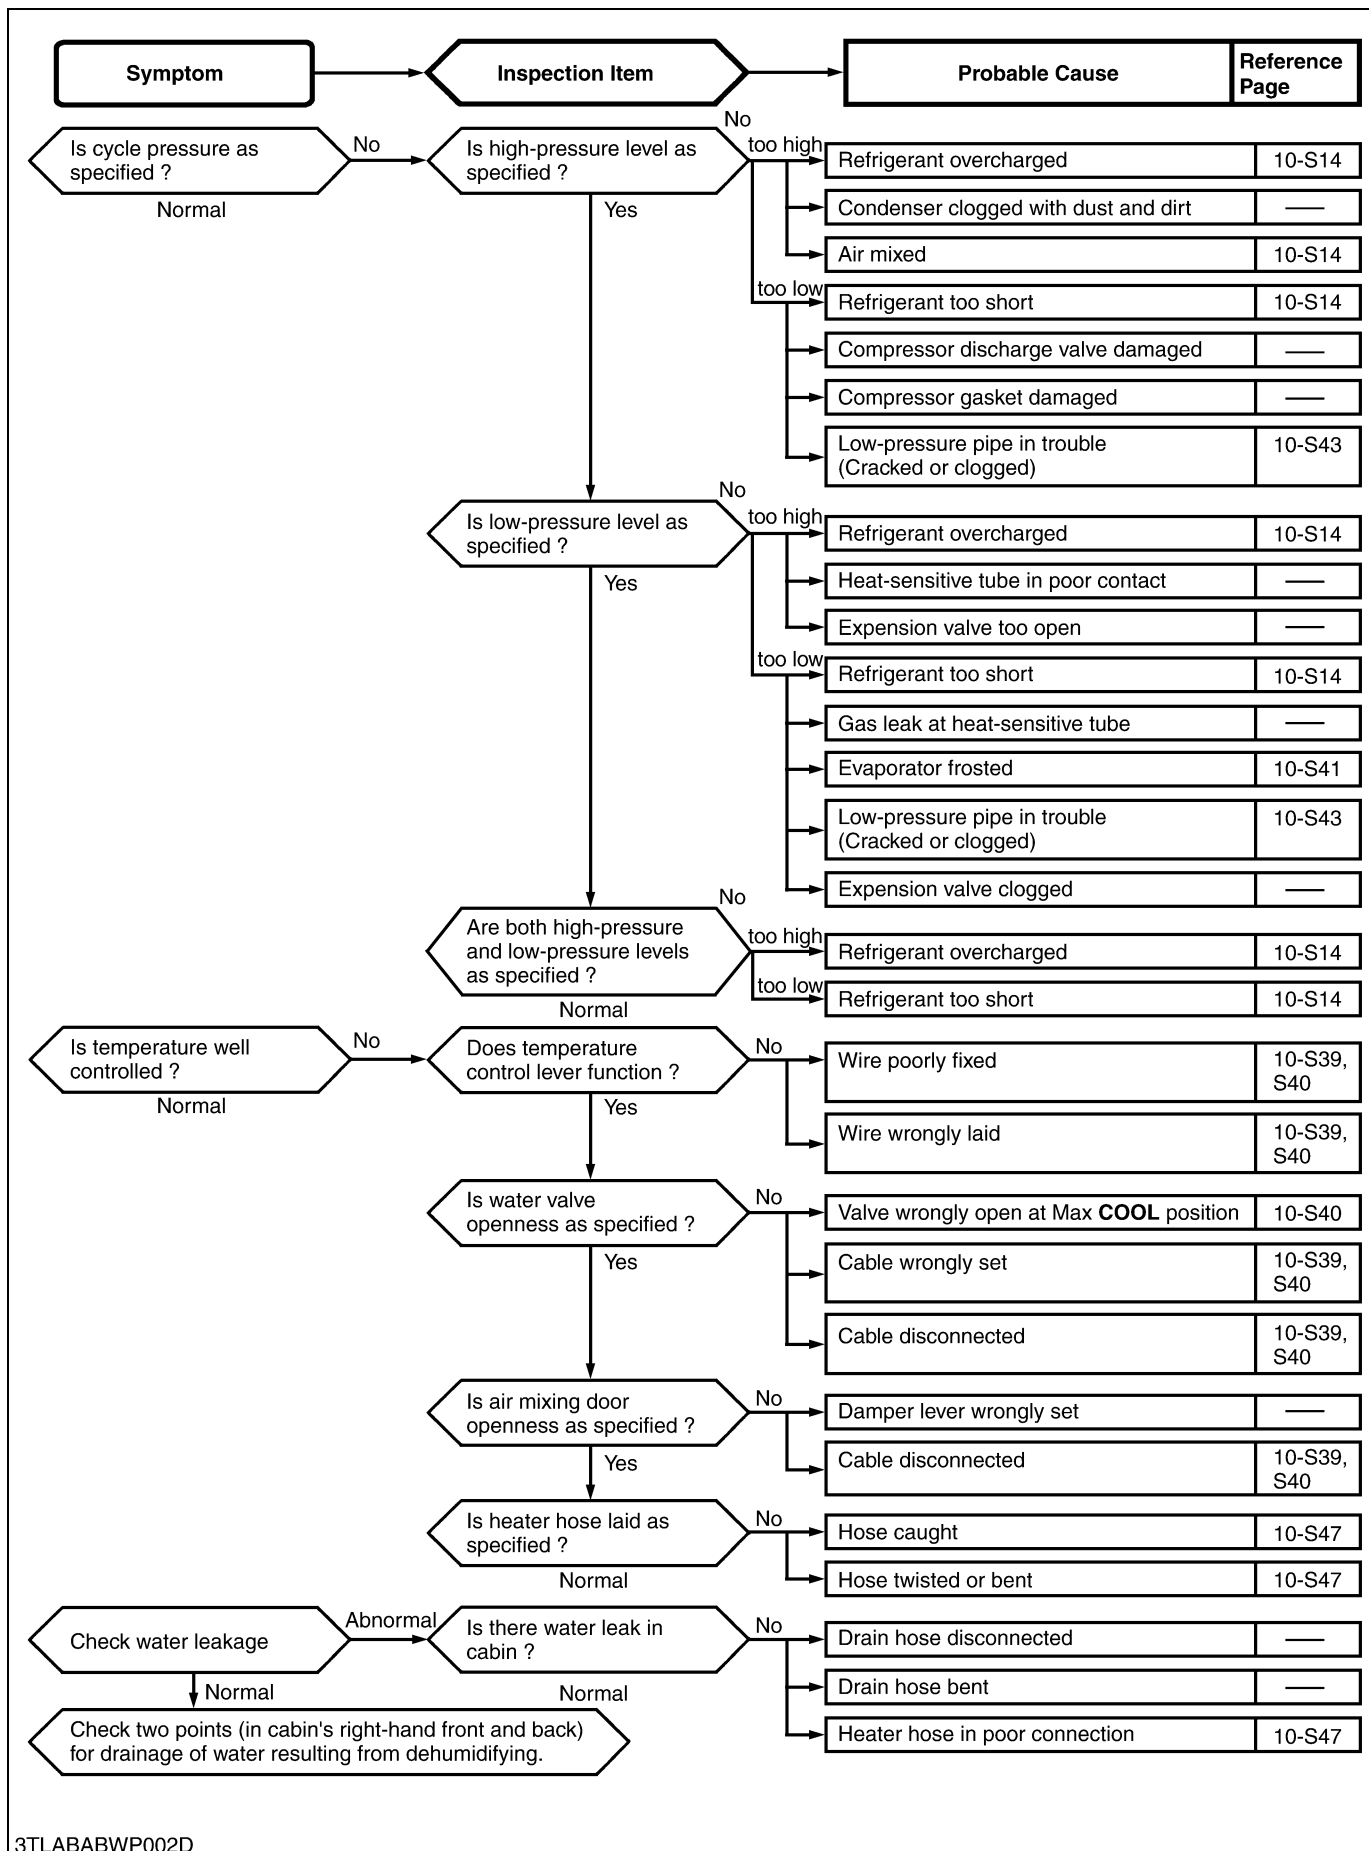 Symptom
Inspection Item
Probable Cause
Reference
Page
Is cycle pressure as
specified ?
No
Normal
Is high-pressure level as
specified ?
No
Yes
too high
Refrigerant overcharged
10-S14
Condenser clogged with dust and dirt
——
Air mixed
10-S14
too low
Refrigerant too short
10-S14
Compressor discharge valve damaged
——
Compressor gasket damaged
——
Low-pressure pipe in trouble
(Cracked or clogged)
10-S43
Is low-pressure level as
specified ?
No
Yes
too high
Refrigerant overcharged
10-S14
Heat-sensitive tube in poor contact
——
Expension valve too open
——
too low
Refrigerant too short
10-S14
Gas leak at heat-sensitive tube
——
Evaporator frosted
10-S41
Low-pressure pipe in trouble
(Cracked or clogged)
10-S43
Expension valve clogged
——
Are both high-pressure
and low-pressure levels
as specified ?
No
Normal
too high
Refrigerant overcharged
10-S14
too low
Refrigerant too short
10-S14
Is temperature well
controlled ?
No
Normal
Does temperature
control lever function ?
No
Yes
Wire poorly fixed
10-S39,
S40
Wire wrongly laid
10-S39,
S40
Is water valve
openness as specified ?
No
Yes
Valve wrongly open at Max COOL position
10-S40
Cable wrongly set
10-S39,
S40
Cable disconnected
10-S39,
S40
Is air mixing door
openness as specified ?
No
Yes
Damper lever wrongly set
——
Cable disconnected
10-S39,
S40
Is heater hose laid as
specified ?
No
Normal
Hose caught
10-S47
Hose twisted or bent
10-S47
Check water leakage
Abnormal
Normal
Is there water leak in
cabin ?
No
Normal
Drain hose disconnected
——
Drain hose bent
——
Heater hose in poor connection
10-S47
Check two points (in cabin's right-hand front and back)
for drainage of water resulting from dehumidifying.
3TLABABWP002D